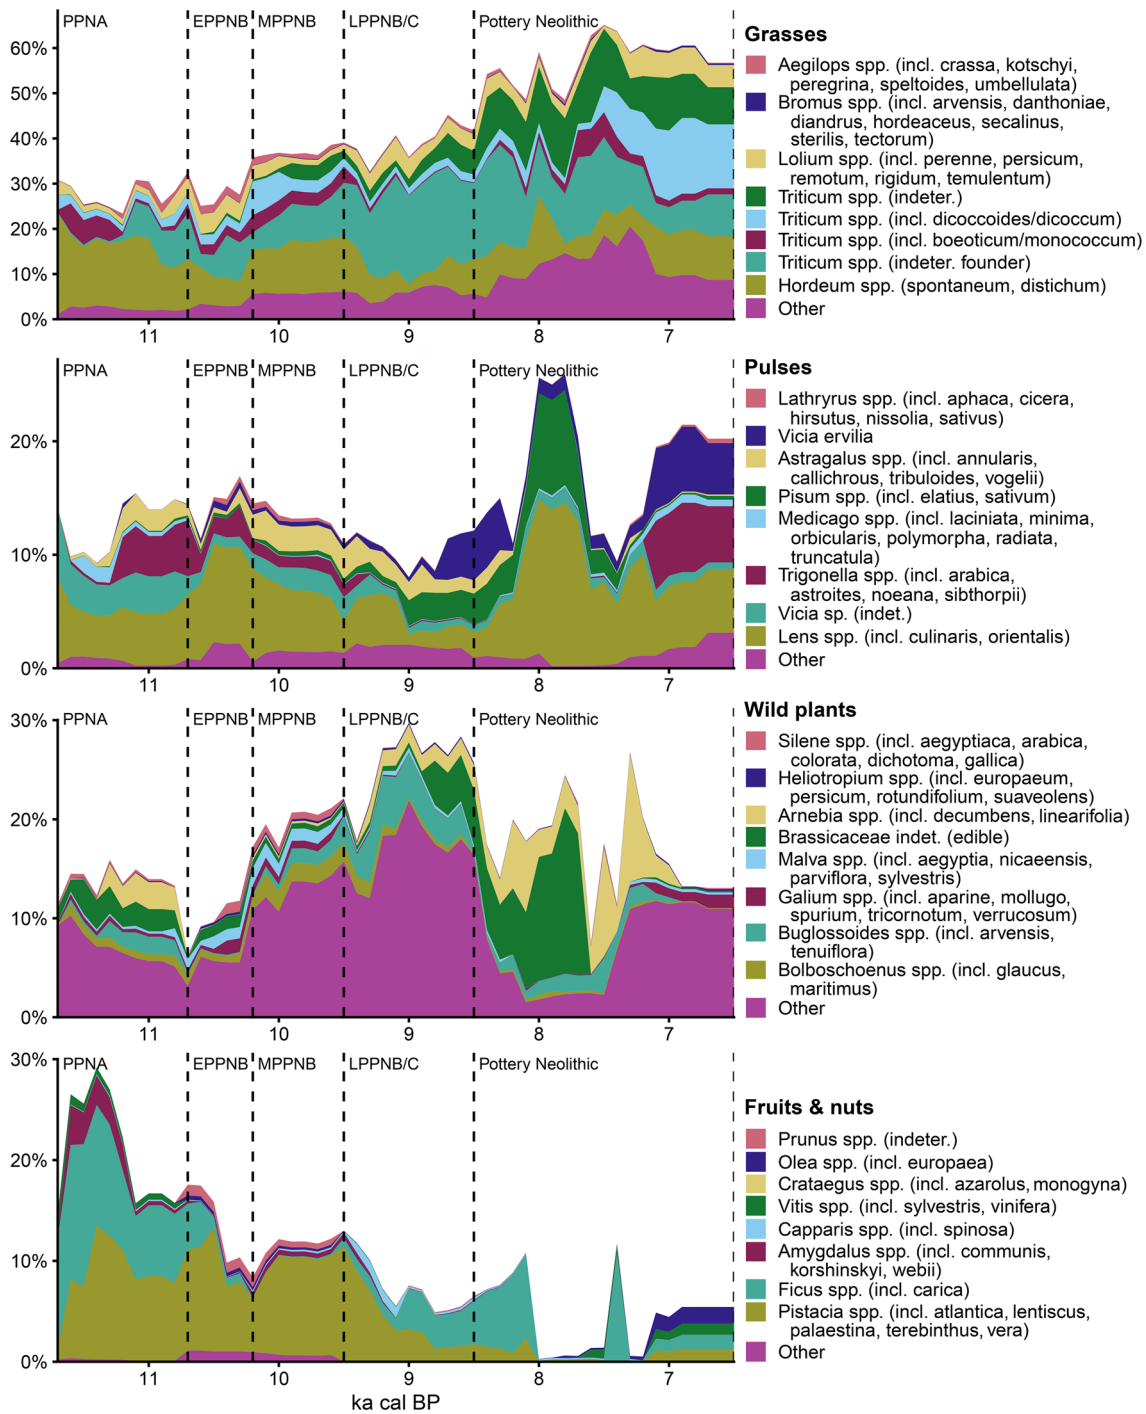 PPNA EPPNB MPPNB LPPNB/C Pottery Neolithic
60%
50%
40%
30%
20%
10%
0%
11 10 9 8 7
Grasses
Aegilops spp. (incl. crassa, kotschyi,
peregrina, speltoides, umbellulata)
Bromus spp. (incl. arvensis, danthoniae,
diandrus, hordeaceus, secalinus,
sterilis, tectorum)
Lolium spp. (incl. perenne, persicum,
remotum, rigidum, temulentum)
Triticum spp. (indeter.)
Triticum spp. (incl. dicoccoides/dicoccum)
Triticum spp. (incl. boeoticum/monococcum)
Triticum spp. (indeter. founder)
Hordeum spp. (spontaneum, distichum)
Other
PPNA EPPNB MPPNB LPPNB/C Pottery Neolithic
20%
10%
0%
11 10 9 8 7
Pulses
Lathryrus spp. (incl. aphaca, cicera,
hirsutus, nissolia, sativus)
Vicia ervilia
Astragalus spp. (incl. annularis,
callichrous, tribuloides, vogelii)
Pisum spp. (incl. elatius, sativum)
Medicago spp. (incl. laciniata, minima,
orbicularis, polymorpha, radiata,
truncatula)
Trigonella spp. (incl. arabica,
astroites, noeana, sibthorpii)
Vicia sp. (indet.)
Lens spp. (incl. culinaris, orientalis)
Other
PPNA EPPNB MPPNB LPPNB/C Pottery Neolithic
30%
20%
10%
0%
11 10 9 8 7
Wild plants
Silene spp. (incl. aegyptiaca, arabica,
colorata, dichotoma, gallica)
Heliotropium spp. (incl. europaeum,
persicum, rotundifolium, suaveolens)
Arnebia spp. (incl. decumbens, linearifolia)
Brassicaceae indet. (edible)
Malva spp. (incl. aegyptia, nicaeensis,
parviflora, sylvestris)
Galium spp. (incl. aparine, mollugo,
spurium, tricornotum, verrucosum)
Buglossoides spp. (incl. arvensis,
tenuiflora)
Bolboschoenus spp. (incl. glaucus,
maritimus)
Other
PPNA EPPNB MPPNB LPPNB/C Pottery Neolithic
30%
20%
10%
0%
11 10 9 8 7
ka cal BP
Fruits & nuts
Prunus spp. (indeter.)
Olea spp. (incl. europaea)
Crataegus spp. (incl. azarolus, monogyna)
Vitis spp. (incl. sylvestris, vinifera)
Capparis spp. (incl. spinosa)
Amygdalus spp. (incl. communis,
korshinskyi, webii)
Ficus spp. (incl. carica)
Pistacia spp. (incl. atlantica, lentiscus,
palaestina, terebinthus, vera)
Other